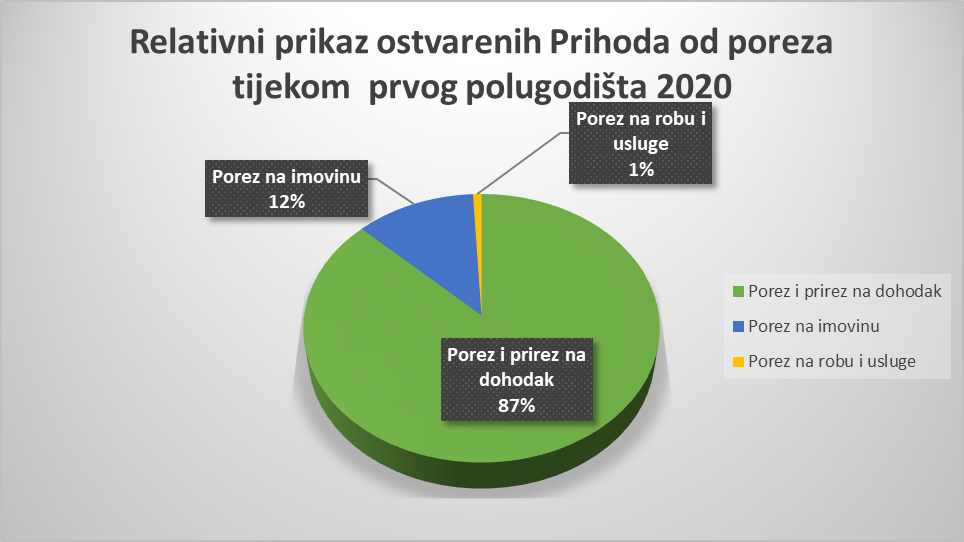 Relativni prikaz ostvarenih Prihoda od poreza
tijekom  prvog polugodišta 2020
Porez na robu i
usluge
1%
Porez na imovinu
12%
Porez i prirez na
dohodak
87%
Porez i prirez na dohodak
Porez na imovinu
Porez na robu i usluge